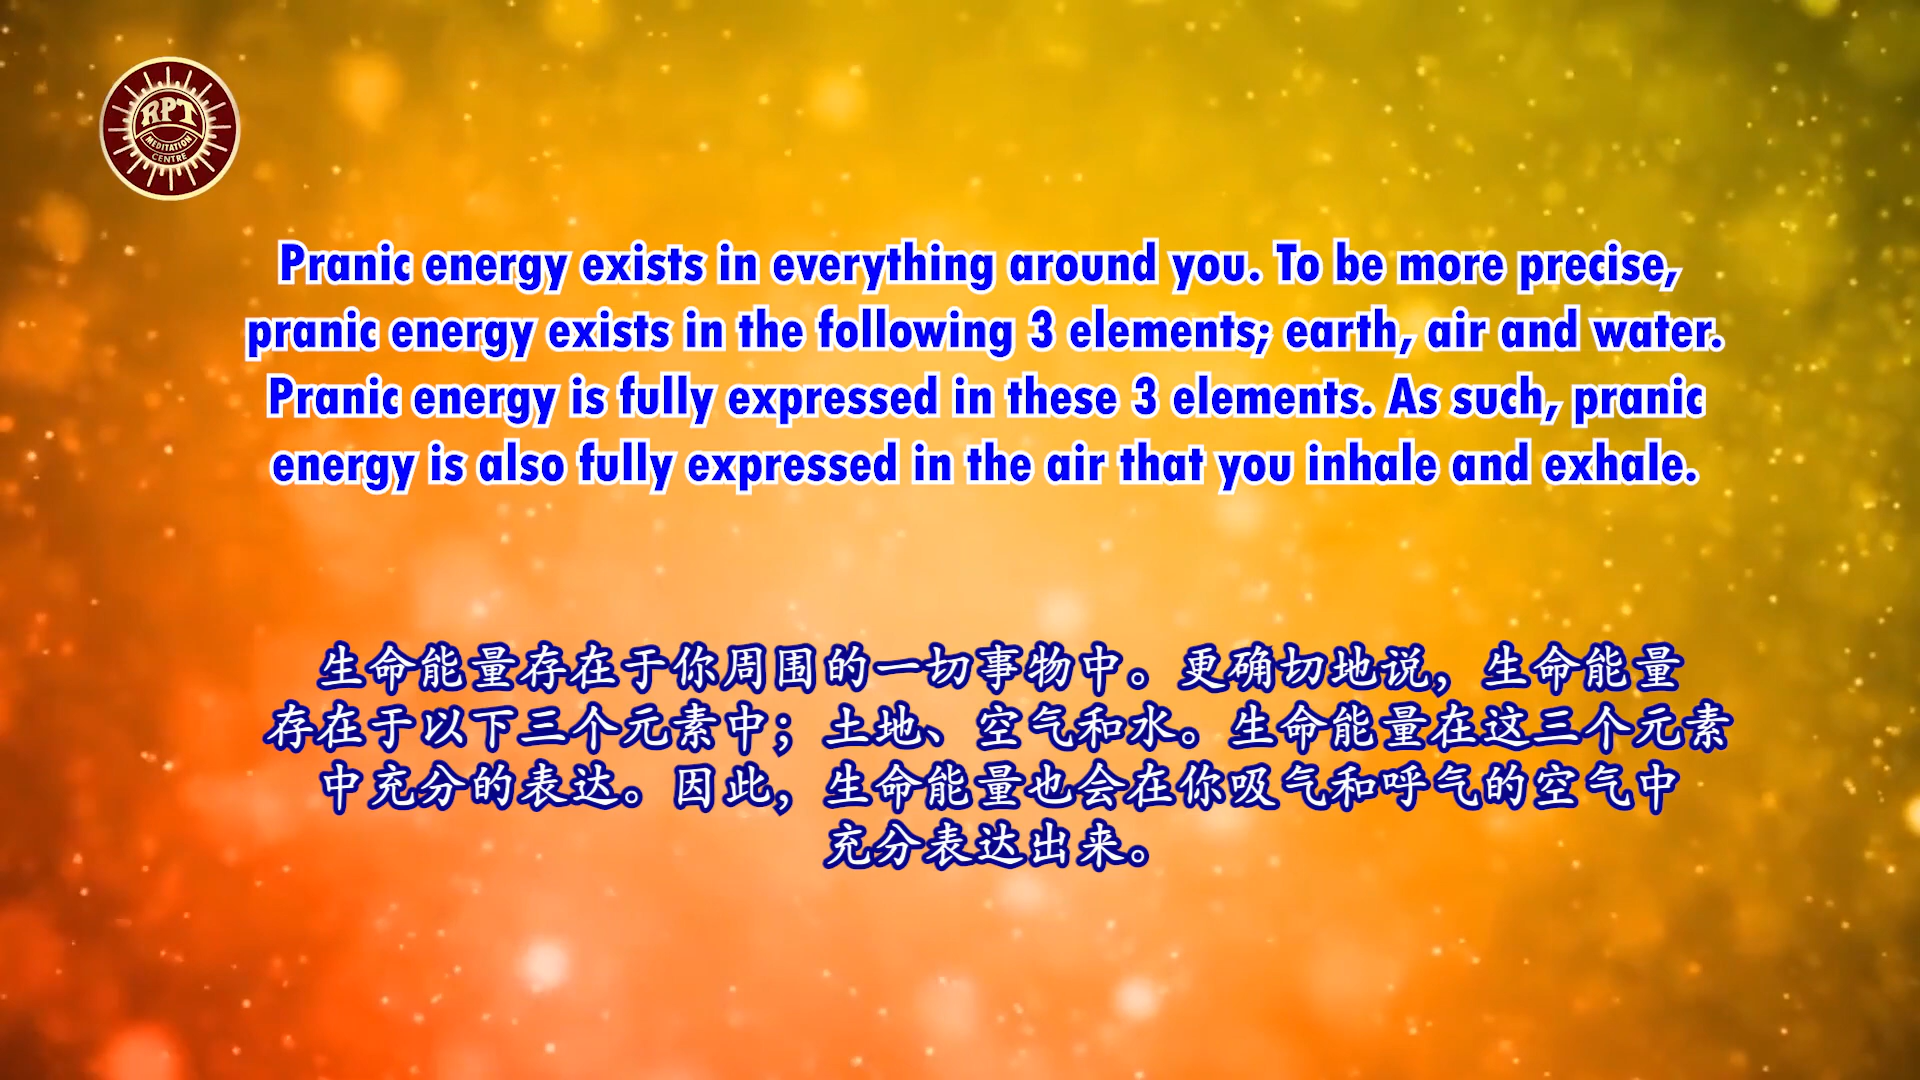 RPT
MEDITATION
CENTRE
Pranic energy exists in everything around you. To be more precise,
pranic energy exists in the following 3 elements; earth, air and water.
Pranic energy is fully expressed in these 3 elements. As such, pranic
energy is also fully expressed in the air that you inhale and exhale.
生命能量存在于你周围的一切事物中。更确切地说，生命能量
存在于以下三个元素中；土地、空气和水。生命能量在这三个元素
中充分的表达。因此，生命能量也会在你吸气和呼气的空气中
充分表达出来。